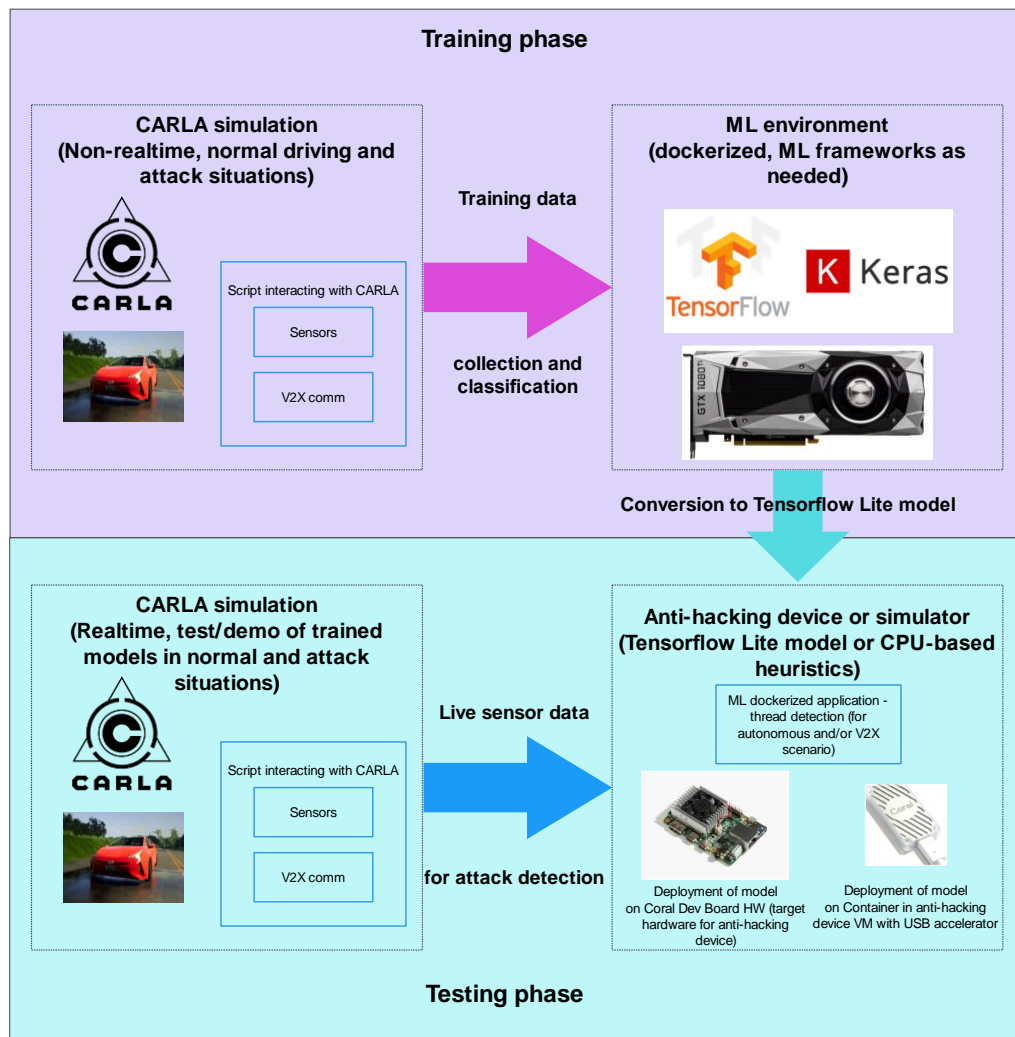 Training phase
CARLA simulation
(Non-realtime, normal driving and
attack situations)
CARLA
Script interacting with CARLA
Sensors
V2X comm
Training data
collection and
classification
ML environment
(dockerized, ML frameworks as
needed)
TF
TensorFlow
K Keras
GTX 1080Ti
Conversion to Tensorflow Lite model
CARLA simulation
(Realtime, test/demo of trained
models in normal and attack
situations)
CARLA
Script interacting with CARLA
Sensors
V2X comm
Live sensor data
for attack detection
Anti-hacking device or simulator
(Tensorflow Lite model or CPU-based
heuristics)
ML dockerized application -
thread detection (for
autonomous and/or V2X
scenario)
Coral
Deployment of model
on Coral Dev Board HW (target
hardware for anti-hacking
device)
Deployment of model
on Container in anti-hacking
device VM with USB accelerator
Testing phase